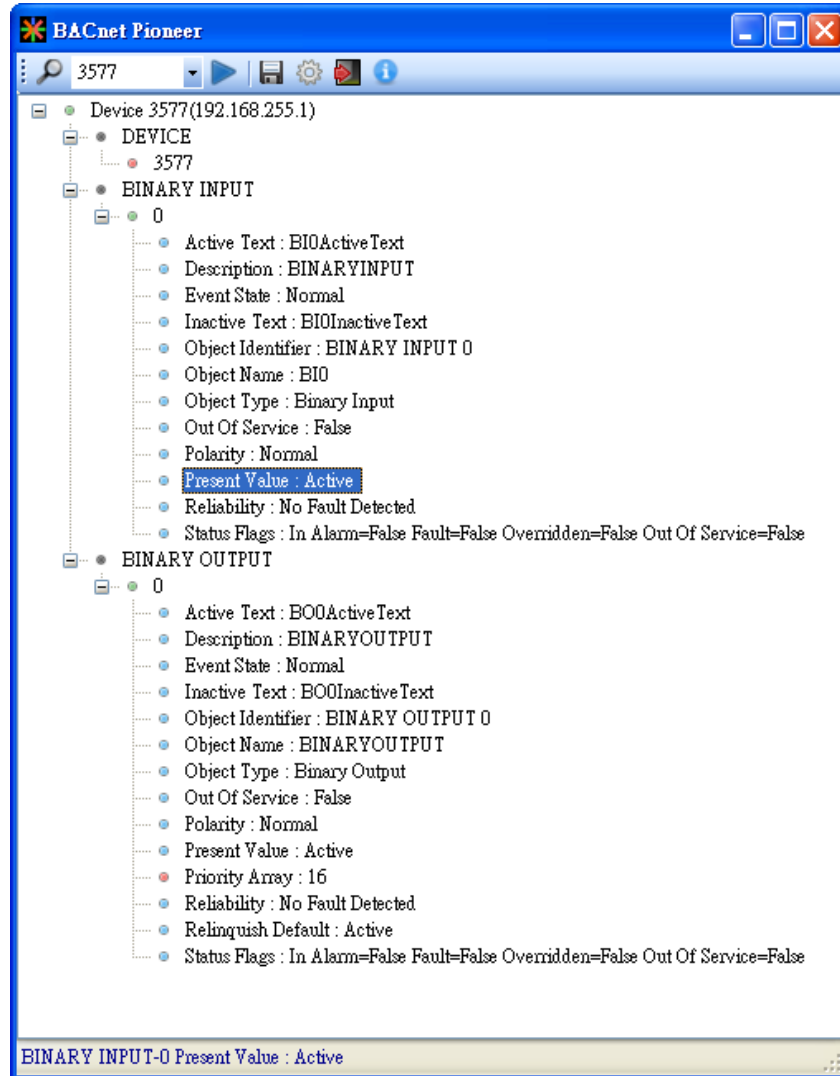 BACnet Pioneer
3577
Device 3577(192.168.255.1)
DEVICE
3577
BINARY INPUT
0
Active Text : BI0ActiveText
Description : BINARYINPUT
Event State : Normal
Inactive Text : BI0InactiveText
Object Identifier : BINARY INPUT 0
Object Name : BI0
Object Type : Binary Input
Out Of Service : False
Polarity : Normal
Present Value : Active
Reliability : No Fault Detected
Status Flags : In Alarm=False Fault=False Overridden=False Out Of Service=False
BINARY OUTPUT
0
Active Text : BO0ActiveText
Description : BINARYOUTPUT
Event State : Normal
Inactive Text : BO0InactiveText
Object Identifier : BINARY OUTPUT 0
Object Name : BINARYOUTPUT
Object Type : Binary Output
Out Of Service : False
Polarity : Normal
Present Value : Active
Priority Array : 16
Reliability : No Fault Detected
Relinquish Default : Active
Status Flags : In Alarm=False Fault=False Overridden=False Out Of Service=False
BINARY INPUT-0 Present Value : Active